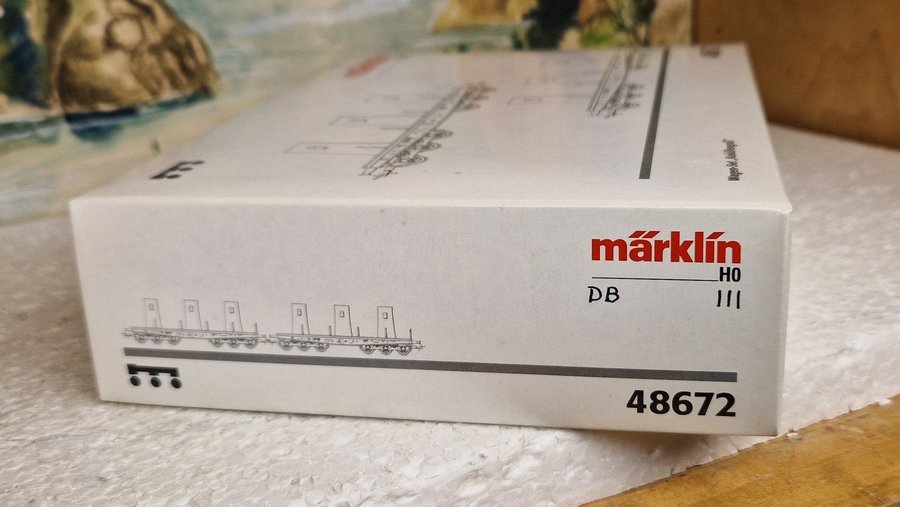 märklin
H0
DB III
48672